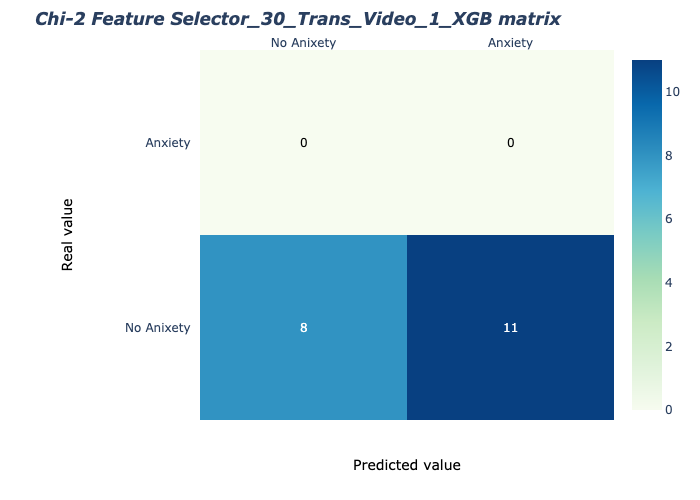 Chi-2 Feature Selector_30_Trans_Video_1_XGB matrix
No Anixety Anxiety
Anxiety 0 0
No Anixety 8 11
Real value
Predicted value
10
8
6
4
2
0